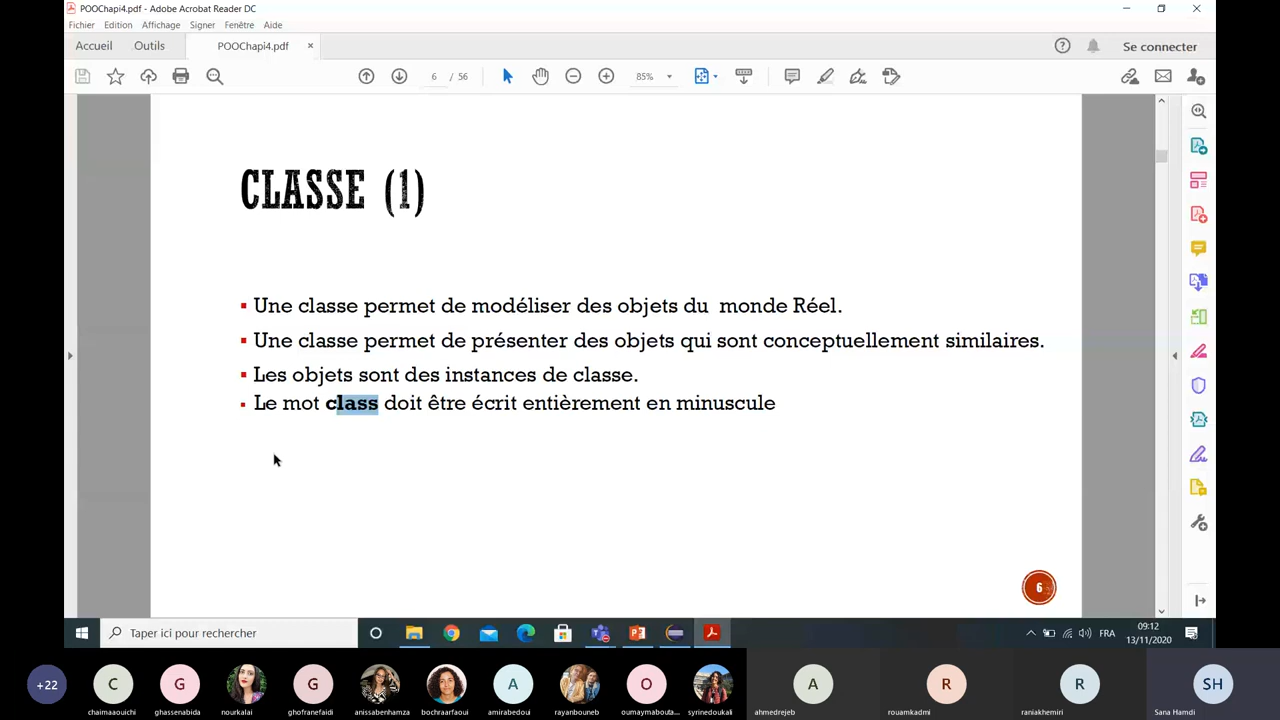 POOChapi4.pdf - Adobe Acrobat Reader DC
Fichier Edition Affichage Signer Fenêtre Aide
Accueil Outils POOChapi4.pdf × Se connecter
6 / 56 85%
CLASSE (1)
Une classe permet de modéliser des objets du monde Réel.
Une classe permet de présenter des objets qui sont conceptuellement similaires.
Les objets sont des instances de classe.
Le mot class doit être écrit entièrement en minuscule
6
Taper ici pour rechercher
FRA
09:12
13/11/2020
+22 C G G A O A R R SH
chaimaaouichi ghassenabida nourkalai ghofranefaidi anissabenhamza bochraarfaoui amirabedoui rayanbouneb oumaymabouta... syrinedoukali ahmedrejeb rouamkadmi raniakhemiri Sana Hamdi